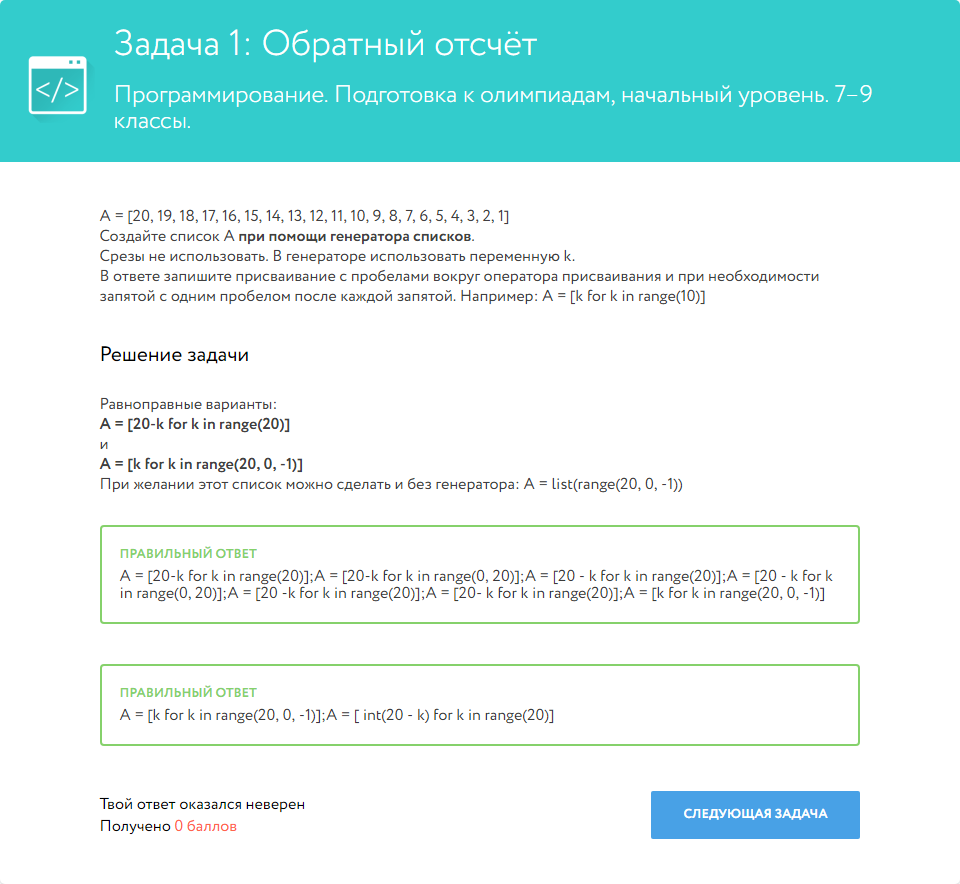 Задача 1: Обратный отсчёт
</>
Программирование. Подготовка к олимпиадам, начальный уровень. 7–9
классы.
A = [20, 19, 18, 17, 16, 15, 14, 13, 12, 11, 10, 9, 8, 7, 6, 5, 4, 3, 2, 1]
Создайте список A при помощи генератора списков.
Срезы не использовать. В генераторе использовать переменную k.
В ответе запишите присваивание с пробелами вокруг оператора присваивания и при необходимости
запятой с одним пробелом после каждой запятой. Например: A = [k for k in range(10)]
Решение задачи
Равноправные варианты:
A = [20-k for k in range(20)]
и
A = [k for k in range(20, 0, -1)]
При желании этот список можно сделать и без генератора: A = list(range(20, 0, -1))
ПРАВИЛЬНЫЙ ОТВЕТ
A = [20-k for k in range(20)];A = [20-k for k in range(0, 20)];A = [20 - k for k in range(20)];A = [20 - k for k
in range(0, 20)];A = [20 -k for k in range(20)];A = [20- k for k in range(20)];A = [k for k in range(20, 0, -1)]
ПРАВИЛЬНЫЙ ОТВЕТ
A = [k for k in range(20, 0, -1)];A = [ int(20 - k) for k in range(20)]
Твой ответ оказался неверен
Получено 0 баллов
СЛЕДУЮЩАЯ ЗАДАЧА